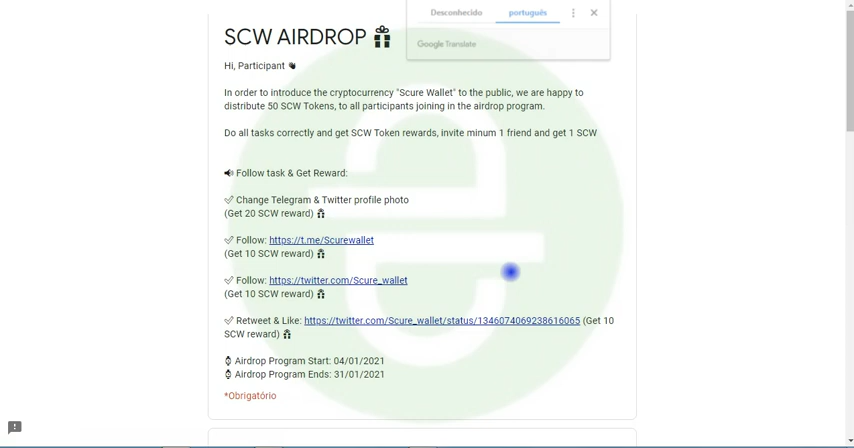 Desconhecido português
Google Translate
SCW AIRDROP
Hi, Participant
In order to introduce the cryptocurrency "Scure Wallet" to the public, we are happy to
distribute 50 SCW Tokens, to all participants joining in the airdrop program.
Do all tasks correctly and get SCW Token rewards, invite minum 1 friend and get 1 SCW
Follow task & Get Reward:
Change Telegram & Twitter profile photo
(Get 20 SCW reward)
Follow: https://t.me/Scurewallet
(Get 10 SCW reward)
Follow: https://twitter.com/Scure_wallet
(Get 10 SCW reward)
Retweet & Like: https://twitter.com/Scure_wallet/status/1346074069238616065 (Get 10
SCW reward)
Airdrop Program Start: 04/01/2021
Airdrop Program Ends: 31/01/2021
*Obrigatório